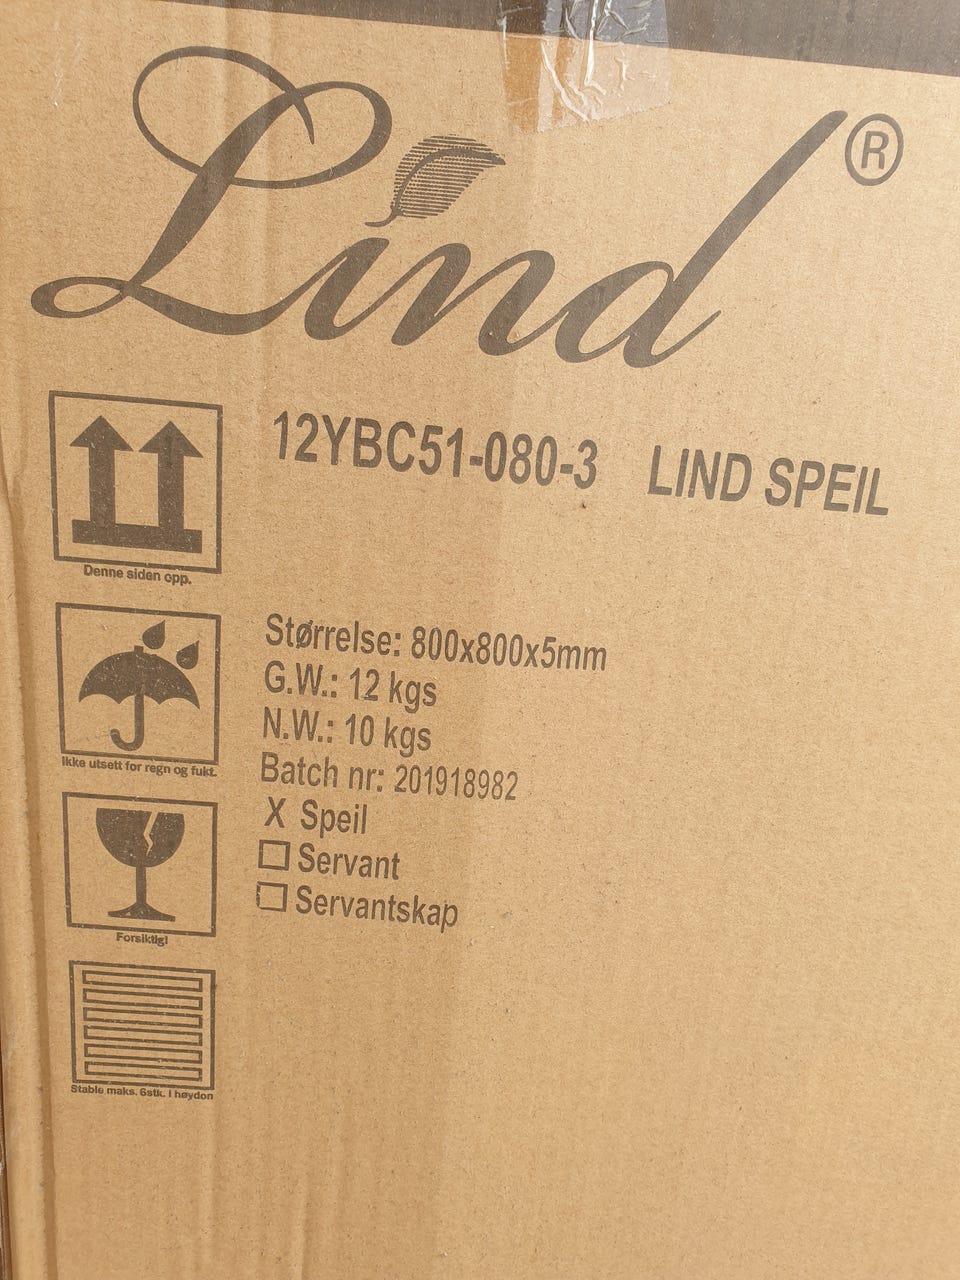 Lind ®
12YBC51-080-3 LIND SPEIL
Denne siden opp.
Størrelse: 800x800x5mm
G.W.: 12 kgs
N.W.: 10 kgs
Batch nr: 201918982
X Speil
Servant
Servantskap
Ikke utsett for regn og fukt.
Forsiktig!
Stable maks. 6stk. i høydon